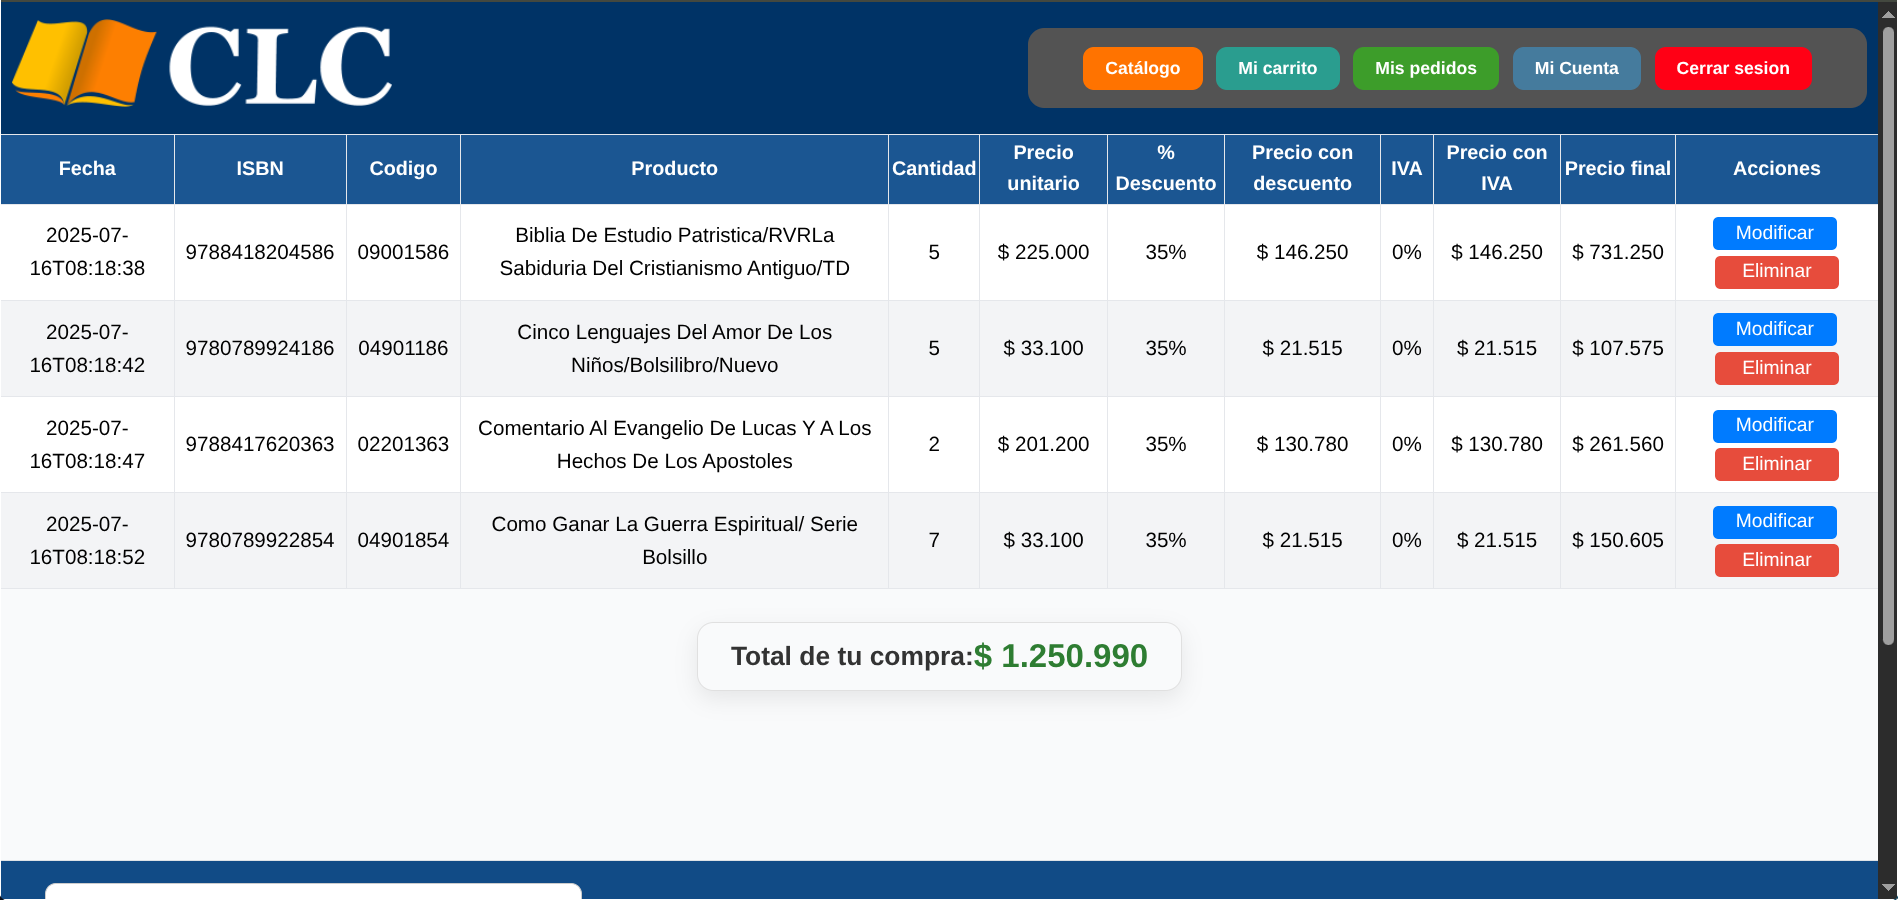 CLC
Catálogo Mi carrito Mis pedidos Mi Cuenta Cerrar sesion
Fecha ISBN Codigo Producto Cantidad Precio unitario % Descuento Precio con descuento IVA Precio con IVA Precio final Acciones
2025-07-16T08:18:38 9788418204586 09001586 Biblia De Estudio Patristica/RVRLa Sabiduria Del Cristianismo Antiguo/TD 5 $ 225.000 35% $ 146.250 0% $ 146.250 $ 731.250 Modificar Eliminar
2025-07-16T08:18:42 9780789924186 04901186 Cinco Lenguajes Del Amor De Los Niños/Bolsilibro/Nuevo 5 $ 33.100 35% $ 21.515 0% $ 21.515 $ 107.575 Modificar Eliminar
2025-07-16T08:18:47 9788417620363 02201363 Comentario Al Evangelio De Lucas Y A Los Hechos De Los Apostoles 2 $ 201.200 35% $ 130.780 0% $ 130.780 $ 261.560 Modificar Eliminar
2025-07-16T08:18:52 9780789922854 04901854 Como Ganar La Guerra Espiritual/ Serie Bolsillo 7 $ 33.100 35% $ 21.515 0% $ 21.515 $ 150.605 Modificar Eliminar
Total de tu compra:$ 1.250.990